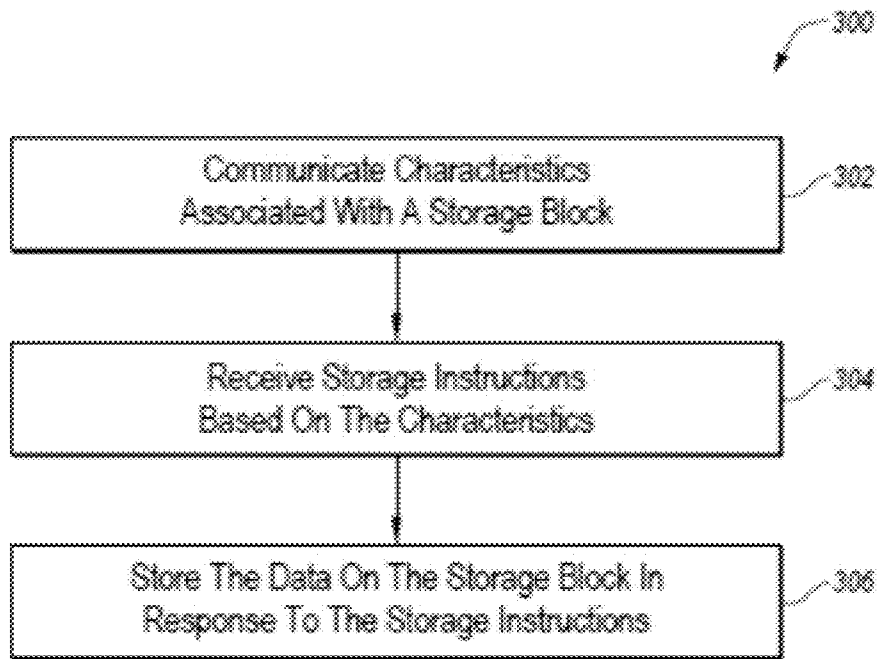 300
Communicate Characteristics
Associated With A Storage Block
302
Receive Storage Instructions
Based On The Characteristics
304
Store The Data On The Storage Block In
Response To The Storage Instructions
306